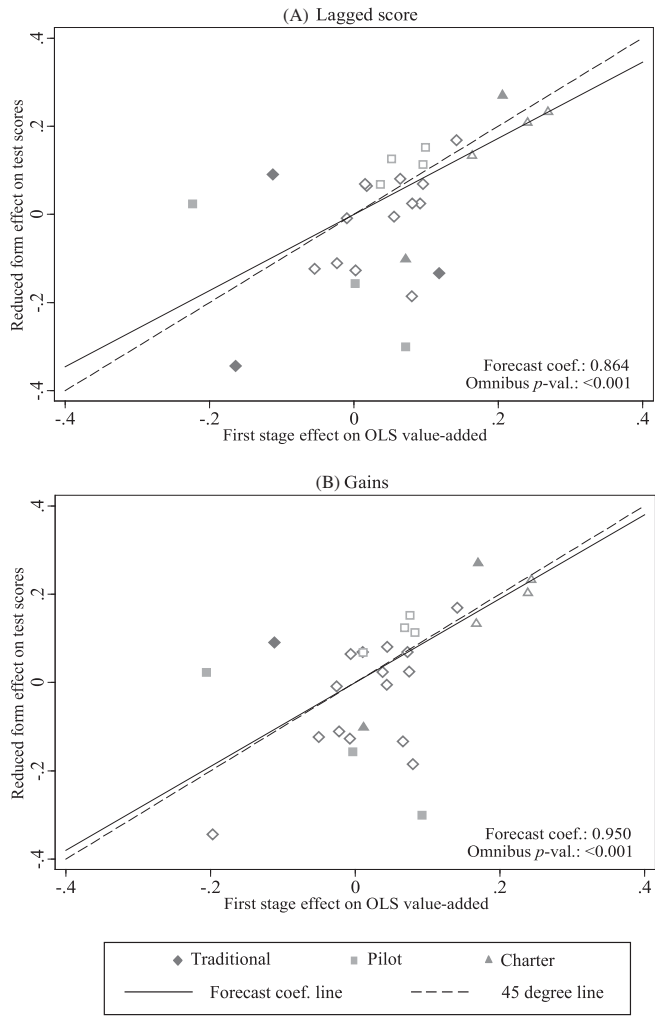 (A) Lagged score
.4
.2
0
-.2
-.4
Reduced form effect on test scores
Forecast coef.: 0.864
Omnibus p-val.: <0.001
-.4 -.2 0 .2 .4
First stage effect on OLS value-added
(B) Gains
.4
.2
0
-.2
-.4
Reduced form effect on test scores
Forecast coef.: 0.950
Omnibus p-val.: <0.001
-.4 -.2 0 .2 .4
First stage effect on OLS value-added
Traditional Pilot Charter
Forecast coef. line 45 degree line